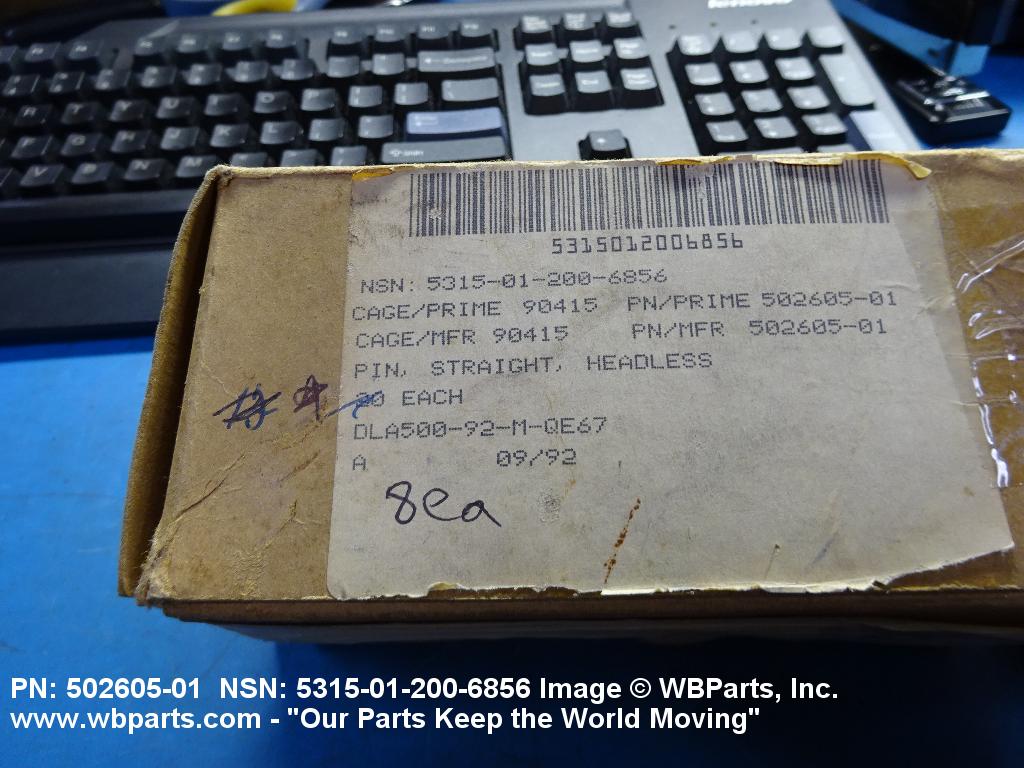 lenovo
5315012006856
NSN: 5315-01-200-6856
CAGE/PRIME 90415 PN/PRIME 502605-01
CAGE/MFR 90415 PN/MFR 502605-01
PIN, STRAIGHT, HEADLESS
20 EACH
DLA500-92-M-QE67
A 09/92
8ea
PN: 502605-01 NSN: 5315-01-200-6856 Image © WBParts, Inc.
www.wbparts.com - "Our Parts Keep the World Moving"